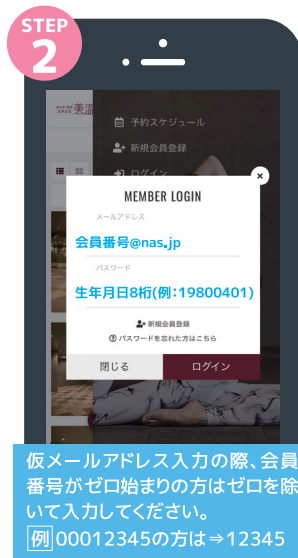 STEP
2
美温
予約スケジュール
新規会員登録
ログイン
MEMBER LOGIN
メールアドレス
会員番号@nas.jp
パスワード
生年月日8桁(例：19800401)
新規会員登録
パスワードを忘れた方はこちら
閉じる
ログイン
仮メールアドレス入力の際、会員
番号がゼロ始まりの方はゼロを除
いて入力してください。
例 00012345の方は⇒12345